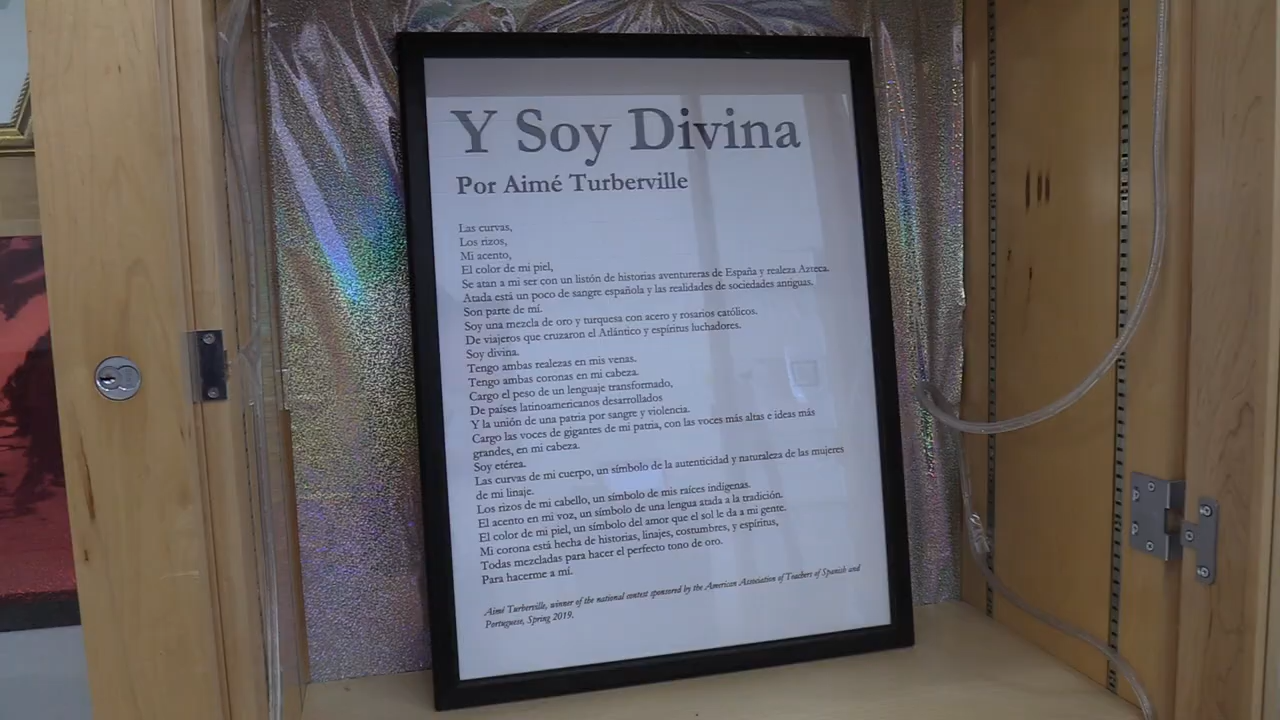 Y Soy Divina
Por Aimé Turberville
Las curvas,
Los rizos,
Mi acento,
El color de mi piel,
Se atan a mi ser con un listón de historias aventureras de España y realeza Azteca.
Atada está un poco de sangre española y las realidades de sociedades antiguas.
Son parte de mí.
Soy una mezcla de oro y turquesa con acero y rosarios católicos.
De viajeros que cruzaron el Atlántico y espíritus luchadores.
Soy divina.
Tengo ambas realezas en mis venas.
Tengo ambas coronas en mi cabeza.
Cargo el peso de un lenguaje transformado,
De países latinoamericanos desarrollados
Y la unión de una patria por sangre y violencia.
Cargo las voces de gigantes de mi patria, con las voces más altas e ideas más
grandes, en mi cabeza.
Soy etérea.
Las curvas de mi cuerpo, un símbolo de la autenticidad y naturaleza de las mujeres
de mi linaje.
Los rizos de mi cabello, un símbolo de mis raíces indígenas.
El acento en mi voz, un símbolo de una lengua atada a la tradición.
El color de mi piel, un símbolo del amor que el sol le da a mi gente.
Mi corona está hecha de historias, linajes, costumbres, y espíritus,
Todas mezcladas para hacer el perfecto tono de oro.
Para hacerme a mí.
Aimé Turberville, winner of the national contest sponsored by the American Association of Teachers of Spanish and
Portuguese, Spring 2019.